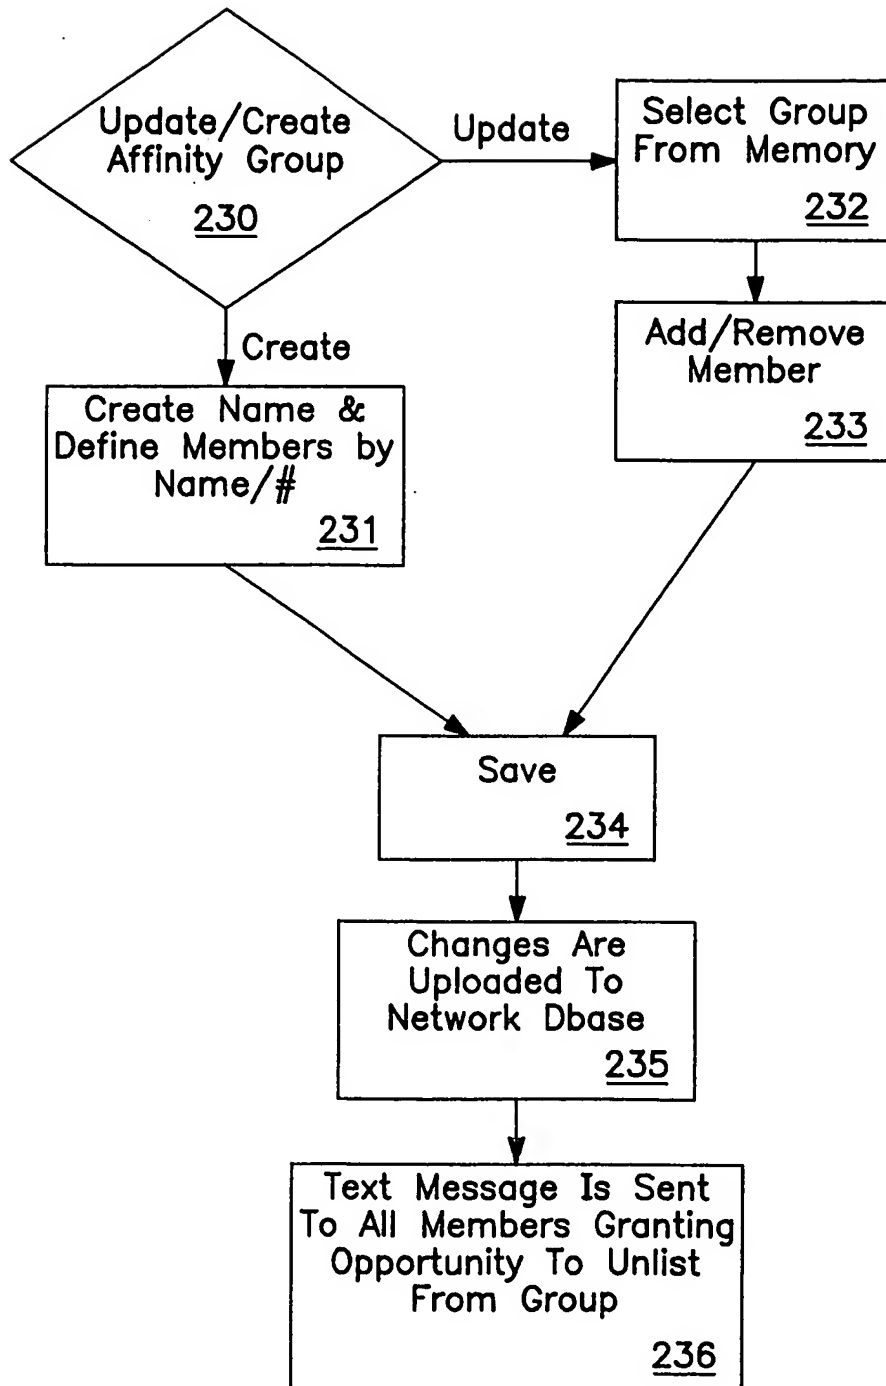 Update/Create
Affinity Group
230
Update
Select Group
From Memory
232
Add/Remove
Member
233
Create
Create Name &
Define Members by
Name/#
231
Save
234
Changes Are
Uploaded To
Network Dbase
235
Text Message Is Sent
To All Members Granting
Opportunity To Unlist
From Group
236